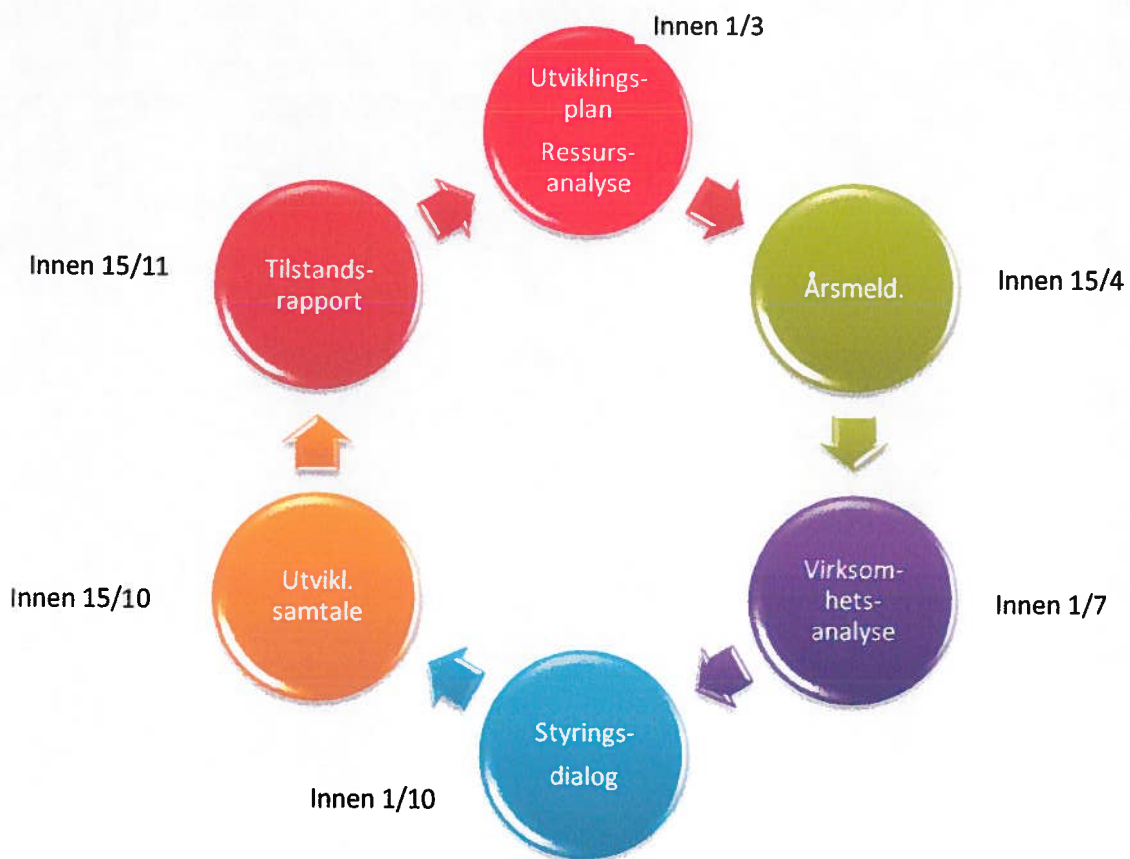 Innen 1/3
Utviklings-
plan
Ressurs-
analyse
Årsmeld.
Innen 15/4
Virksom-
hets-
analyse
Innen 1/7
Styrings-
dialog
Innen 1/10
Utvikl.
samtale
Innen 15/10
Tilstands-
rapport
Innen 15/11